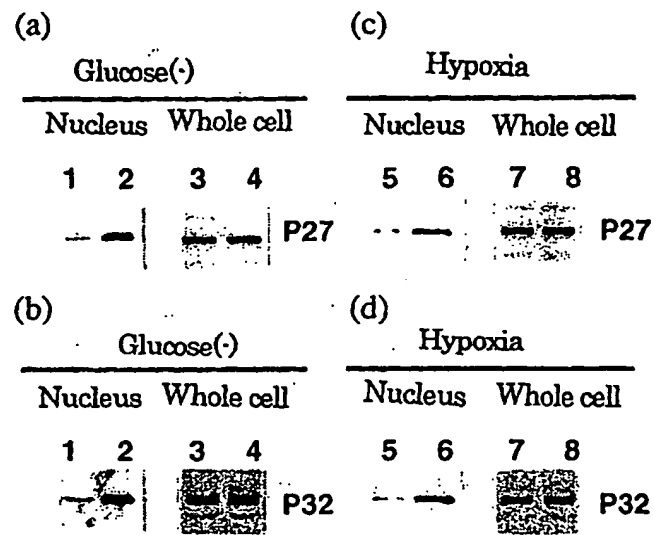 (a)
Glucose(-)
Nucleus Whole cell
1 2 3 4
P27
(c)
Hypoxia
Nucleus Whole cell
5 6 7 8
P27
(b)
Glucose(-)
Nucleus Whole cell
1 2 3 4
P32
(d)
Hypoxia
Nucleus Whole cell
5 6 7 8
P32